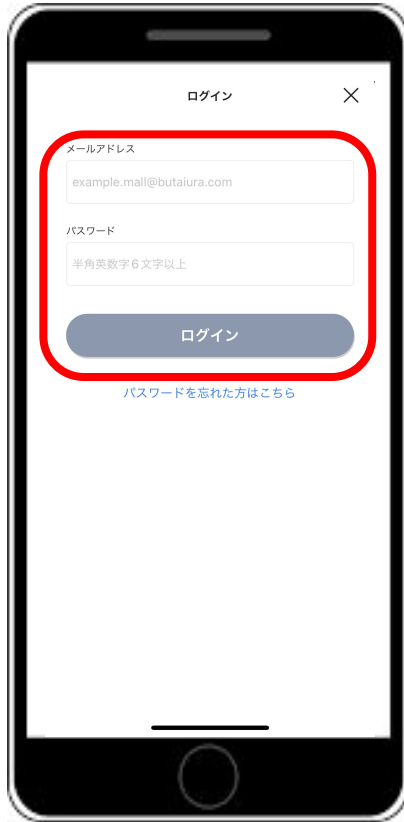 ログイン
メールアドレス
example.mall@butaiura.com
パスワード
半角英数字6文字以上
ログイン
パスワードを忘れた方はこちら